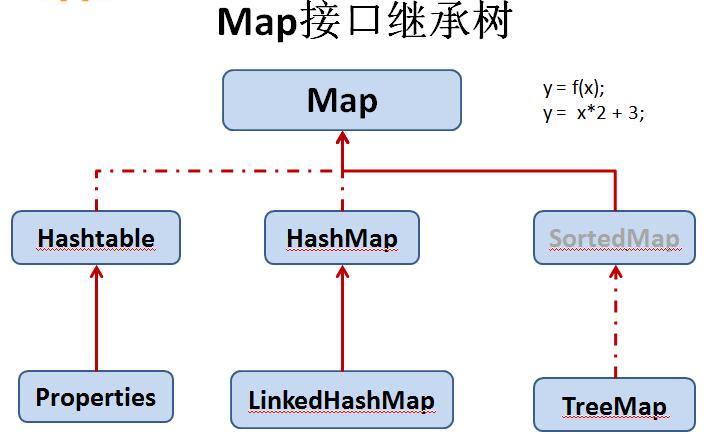 Map接口继承树
Map
y = f(x);
y = x*2 + 3;
Hashtable
HashMap
SortedMap
Properties
LinkedHashMap
TreeMap